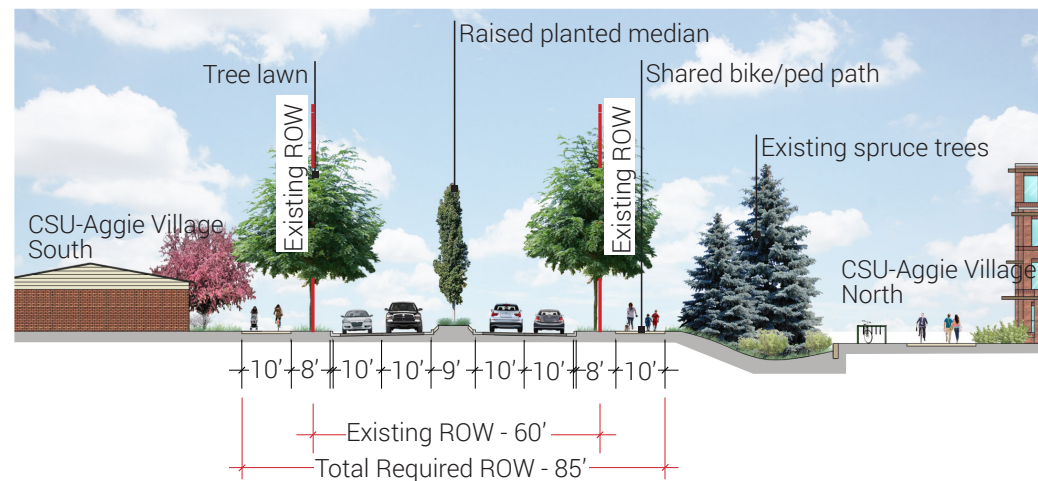 Raised planted median
Tree lawn
Shared bike/ped path
Existing ROW
Existing ROW
Existing spruce trees
CSU-Aggie Village
South
CSU-Aggie Village
North
10’ 8’ 10’ 10’ 9’ 10’ 10’ 8’ 10’
Existing ROW - 60’
Total Required ROW - 85’